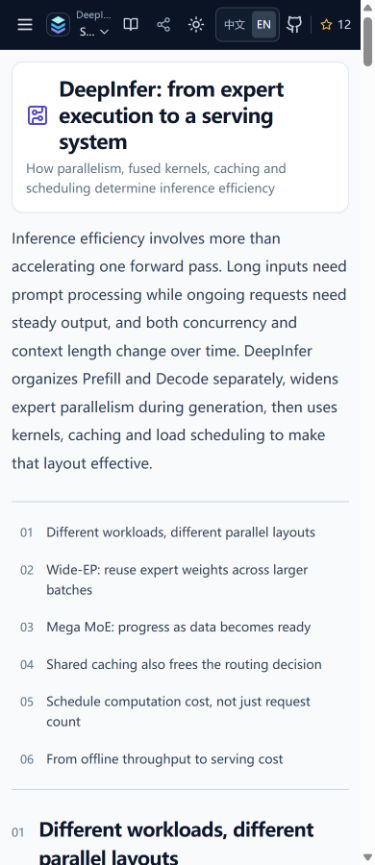 DeepI...
S...
中文
EN
12
DeepInfer: from expert
execution to a serving
system
How parallelism, fused kernels, caching and
scheduling determine inference efficiency
Inference efficiency involves more than
accelerating one forward pass. Long inputs need
prompt processing while ongoing requests need
steady output, and both concurrency and
context length change over time. DeepInfer
organizes Prefill and Decode separately, widens
expert parallelism during generation, then uses
kernels, caching and load scheduling to make
that layout effective.
01 Different workloads, different parallel layouts
02 Wide-EP: reuse expert weights across larger
batches
03 Mega MoE: progress as data becomes ready
04 Shared caching also frees the routing decision
05 Schedule computation cost, not just request
count
06 From offline throughput to serving cost
01 Different workloads, different
parallel layouts